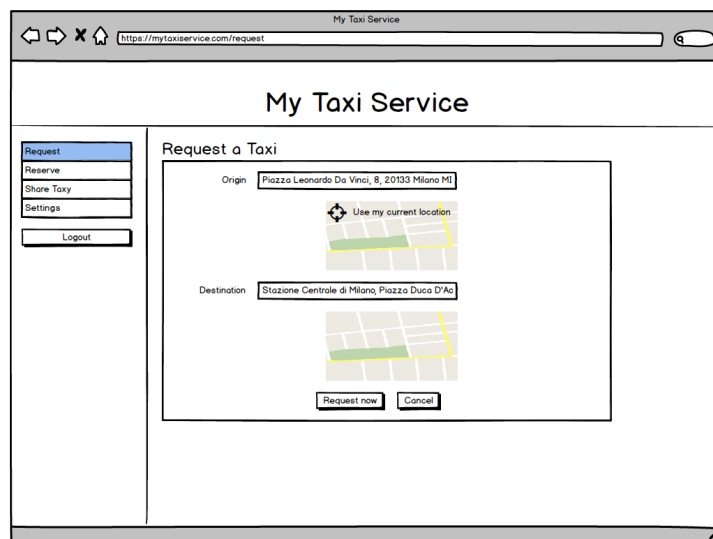 My Taxi Service
https://mytaxiservice.com/request
My Taxi Service
Request
Reserve
Share Taxy
Settings
Logout
Request a Taxi
Origin Piazza Leonardo Da Vinci, 8, 20133 Milano MI
Use my current location
Destination Stazione Centrale di Milano, Piazza Duca D'Ao
Request now Cancel